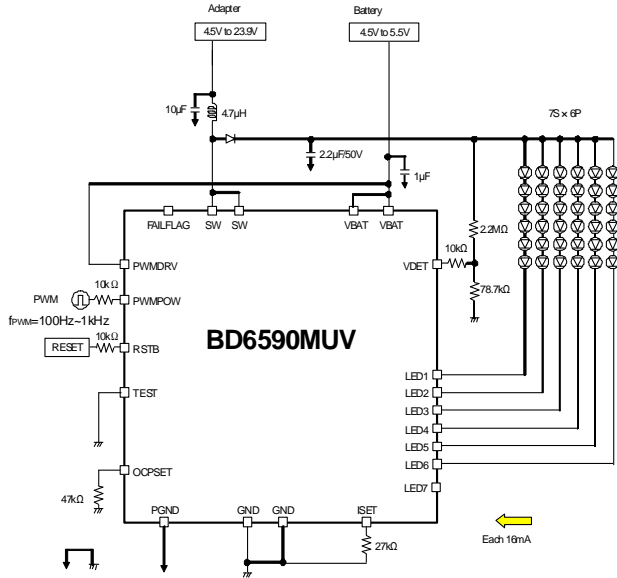 Adapter
4.5V to 23.9V
Battery
4.5V to 5.5V
10µF
4.7µH
7S × 6P
2.2µF/50V
1µF
FAILFLAG
SW
SW
VBAT
VBAT
2.2MΩ
10kΩ
PWMDRV
VDET
10kΩ
PWM
PWMPOW
78.7kΩ
fPWM=100Hz~1kHz
10kΩ
BD6590MUV
RESET
RSTB
LED1
TEST
LED2
LED3
LED4
LED5
LED6
OCPSET
LED7
47kΩ
PGND
GND
GND
ISET
27kΩ
Each 16mA